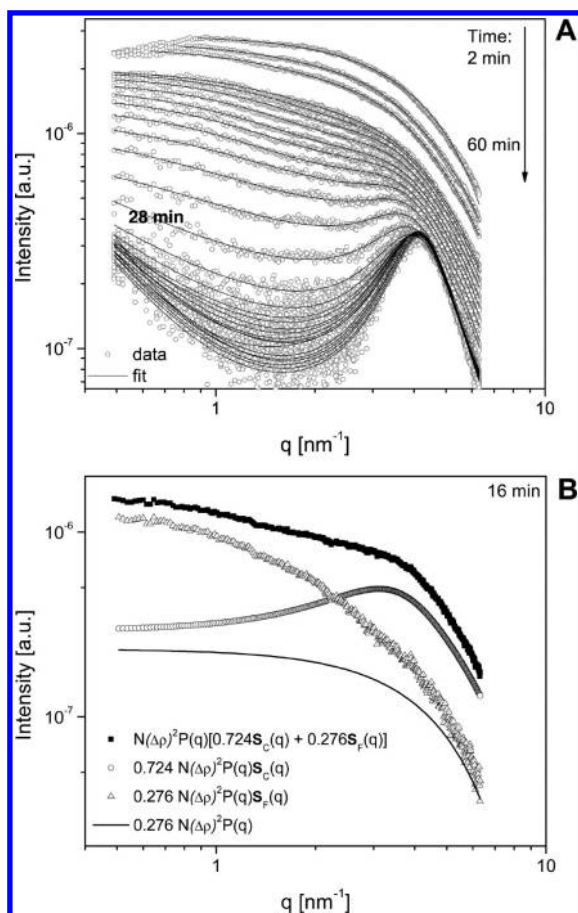 A
Time:
2 min
60 min
10⁻⁶
10⁻⁷
28 min
data
fit
Intensity [a.u.]
1
10
q [nm⁻¹]
B
16 min
10⁻⁶
10⁻⁷
Intensity [a.u.]
N(Δρ)²P(q)[0.724S_C(q) + 0.276S_F(q)]
0.724 N(Δρ)²P(q)S_C(q)
0.276 N(Δρ)²P(q)S_F(q)
0.276 N(Δρ)²P(q)
1
10
q [nm⁻¹]